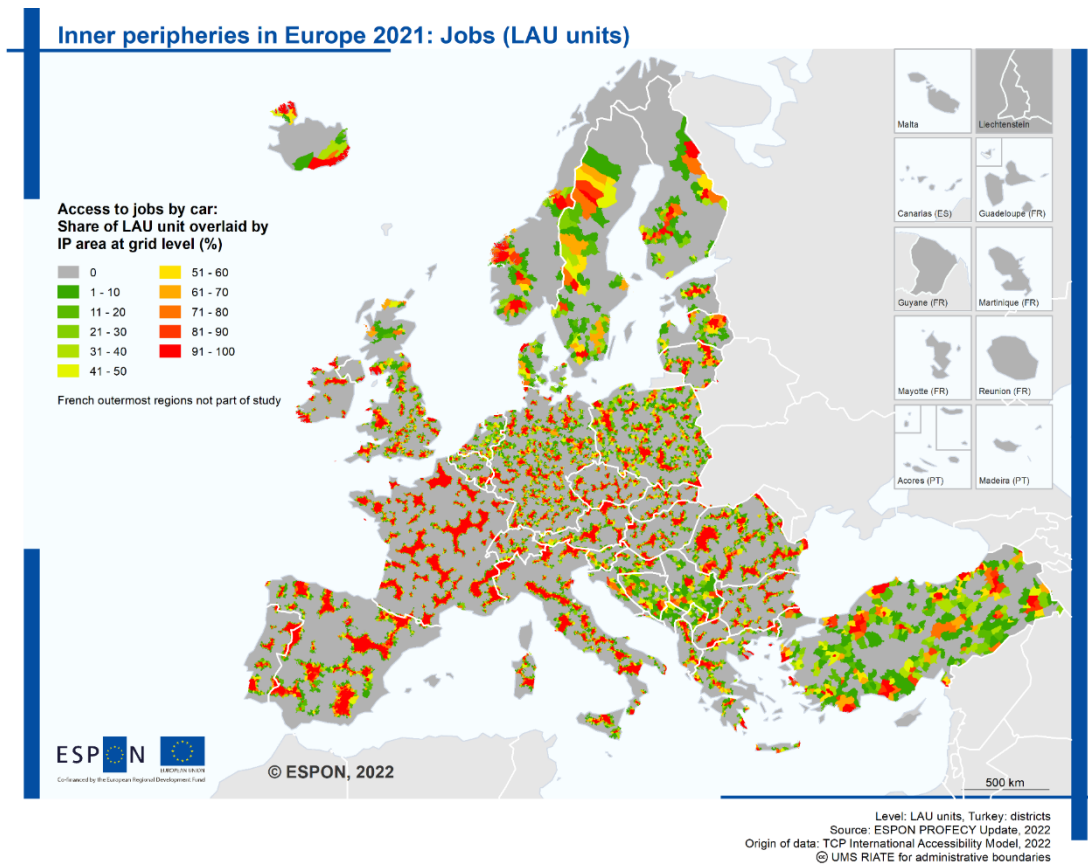 Inner peripheries in Europe 2021: Jobs (LAU units)
Malta
Liechtenstein
Canarias (ES)
Guadeloupe (FR)
Guyane (FR)
Martinique (FR)
Mayotte (FR)
Reunion (FR)
Acores (PT)
Madeira (PT)
Access to jobs by car:
Share of LAU unit overlaid by
IP area at grid level (%)
0
1 - 10
11 - 20
21 - 30
31 - 40
41 - 50
51 - 60
61 - 70
71 - 80
81 - 90
91 - 100
French outermost regions not part of study
ESPON
EUROPEAN UNION
Co-financed by the European Regional Development Fund
© ESPON, 2022
500 km
Level: LAU units, Turkey: districts
Source: ESPON PROFECY Update, 2022
Origin of data: TCP International Accessibility Model, 2022
㏄ UMS RIATE for administrative boundaries